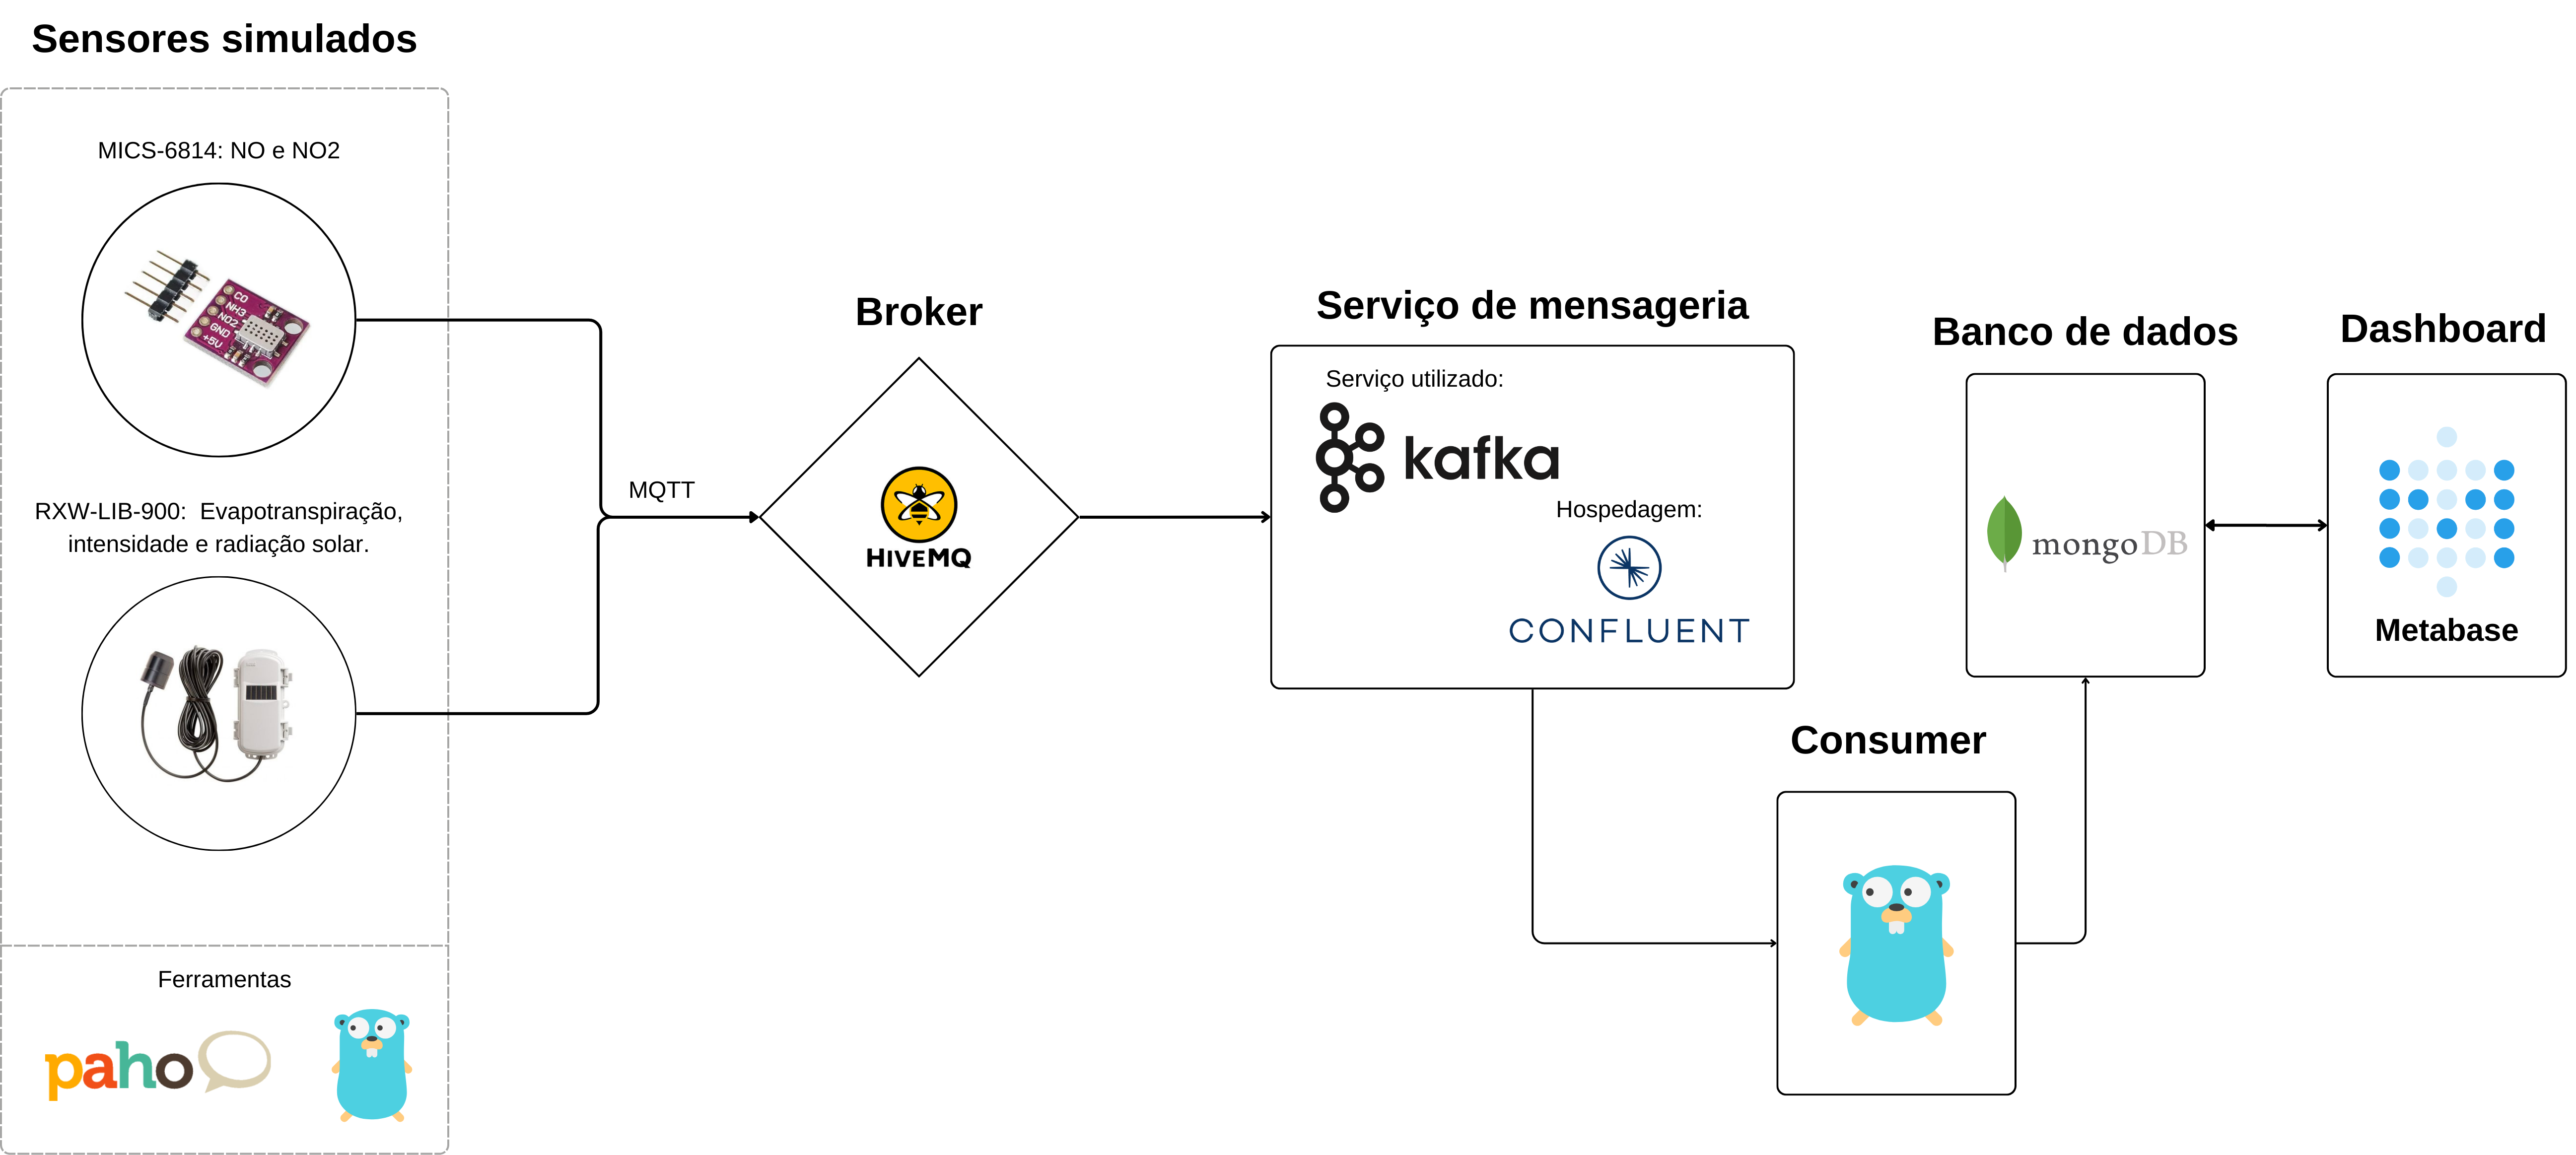 Sensores simulados
MICS-6814: NO e NO2
CO
NH3
NO2
GND
+5V
RXW-LIB-900:  Evapotranspiração,
intensidade e radiação solar.
Ferramentas
paho
MQTT
Broker
HIVEMQ
Serviço de mensageria
Serviço utilizado:
kafka
Hospedagem:
CONFLUENT
Consumer
Banco de dados
mongoDB
Dashboard
Metabase